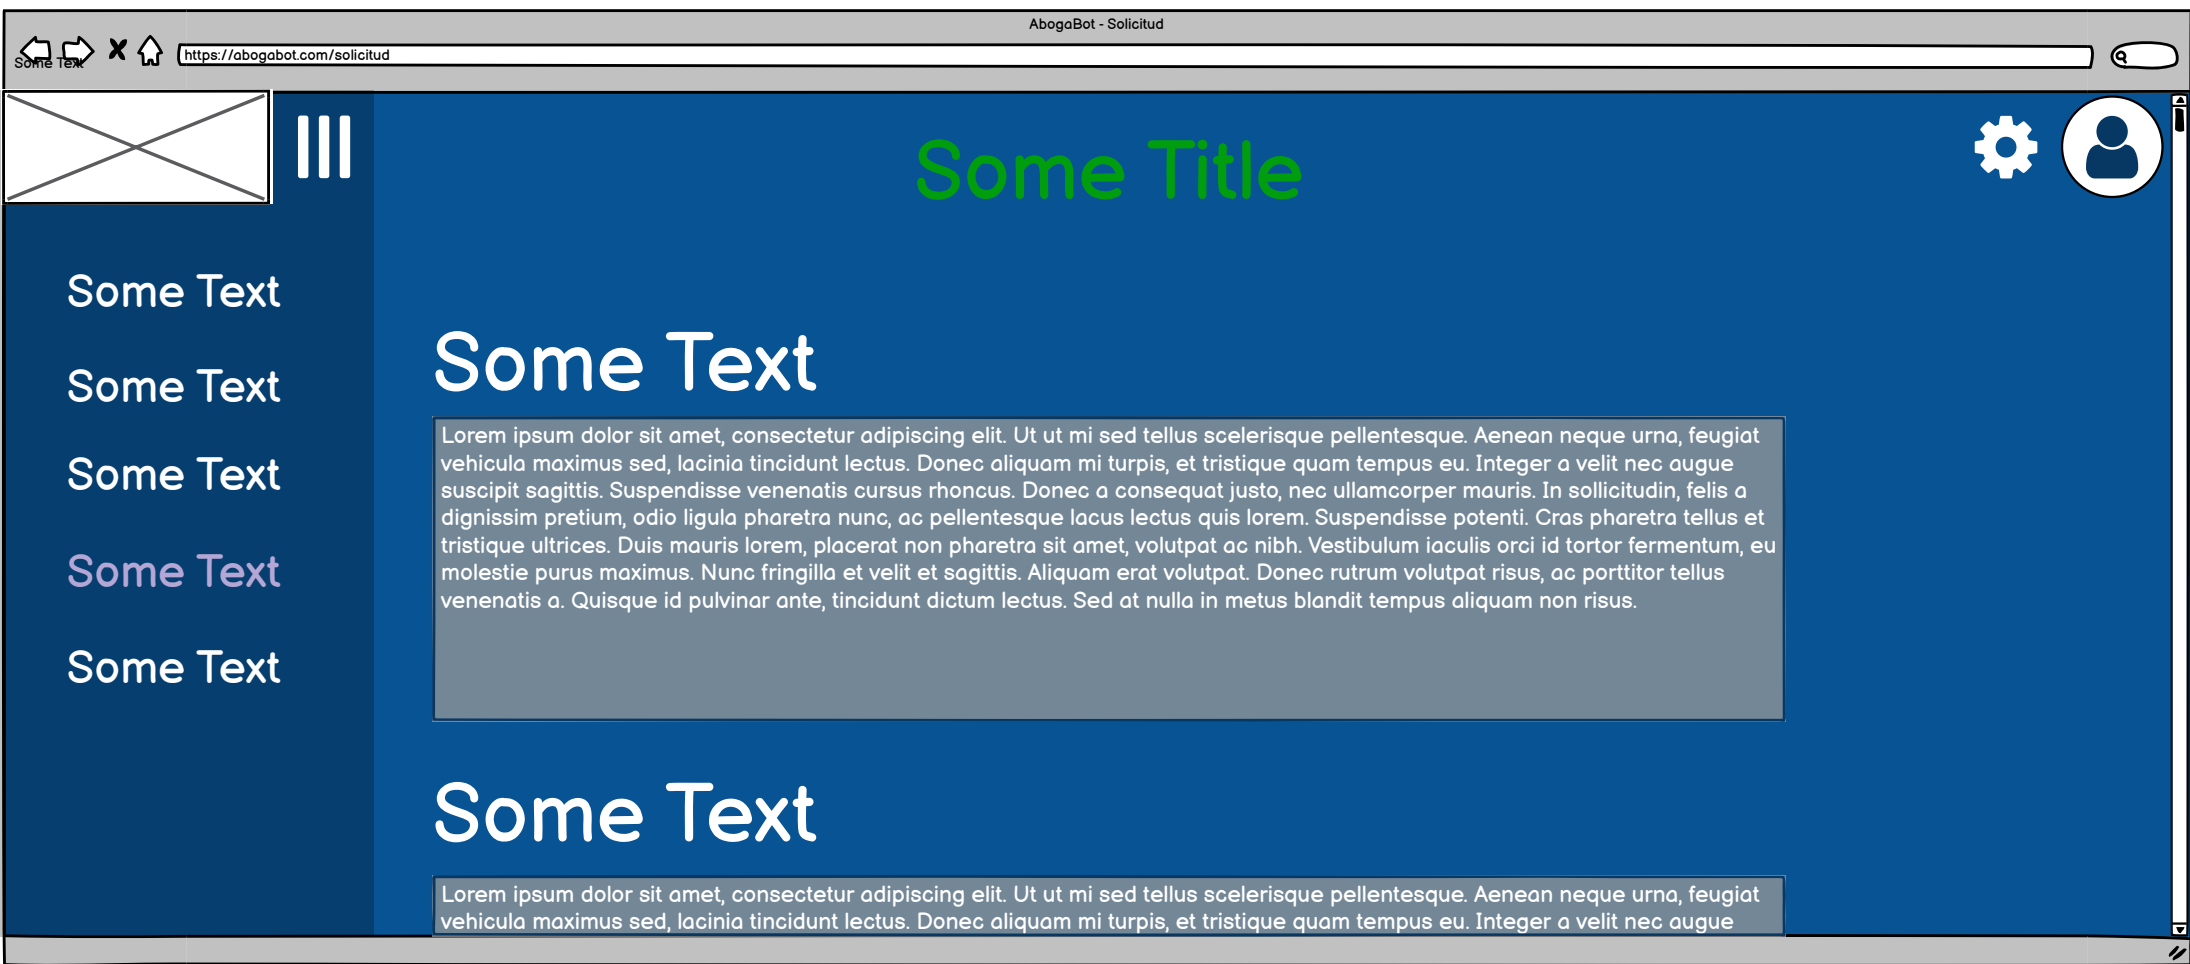 AbogaBot - Solicitud
https://abogabot.com/solicitud
Some Text
Some Title
Some Text
Some Text
Some Text
Some Text
Some Text
Some Text
Lorem ipsum dolor sit amet, consectetur adipiscing elit. Ut ut mi sed tellus scelerisque pellentesque. Aenean neque urna, feugiat
vehicula maximus sed, lacinia tincidunt lectus. Donec aliquam mi turpis, et tristique quam tempus eu. Integer a velit nec augue
suscipit sagittis. Suspendisse venenatis cursus rhoncus. Donec a consequat justo, nec ullamcorper mauris. In sollicitudin, felis a
dignissim pretium, odio ligula pharetra nunc, ac pellentesque lacus lectus quis lorem. Suspendisse potenti. Cras pharetra tellus et
tristique ultrices. Duis mauris lorem, placerat non pharetra sit amet, volutpat ac nibh. Vestibulum iaculis orci id tortor fermentum, eu
molestie purus maximus. Nunc fringilla et velit et sagittis. Aliquam erat volutpat. Donec rutrum volutpat risus, ac porttitor tellus
venenatis a. Quisque id pulvinar ante, tincidunt dictum lectus. Sed at nulla in metus blandit tempus aliquam non risus.
Some Text
Lorem ipsum dolor sit amet, consectetur adipiscing elit. Ut ut mi sed tellus scelerisque pellentesque. Aenean neque urna, feugiat
vehicula maximus sed, lacinia tincidunt lectus. Donec aliquam mi turpis, et tristique quam tempus eu. Integer a velit nec augue